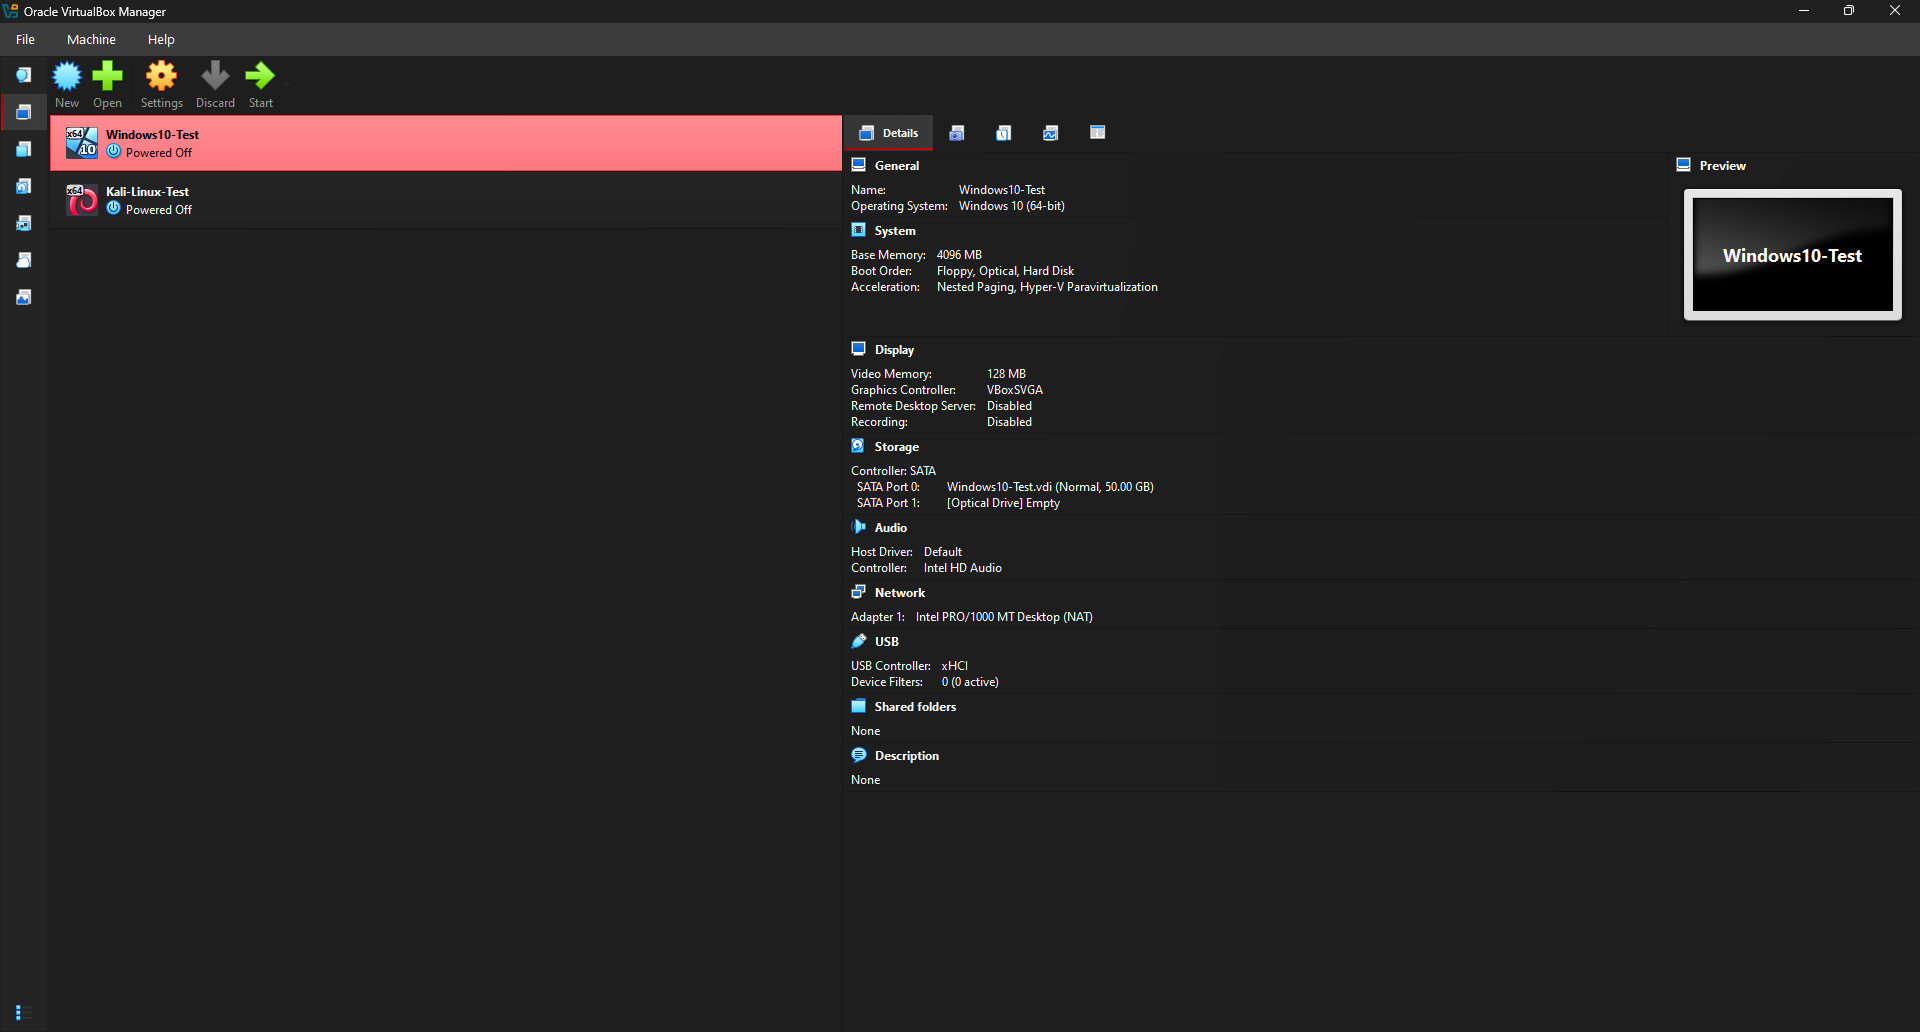 Oracle VirtualBox Manager
File Machine Help
New Open Settings Discard Start
x64 10 Windows10-Test
Powered Off
x64 Kali-Linux-Test
Powered Off
Details
General
Name: Windows10-Test
Operating System: Windows 10 (64-bit)
System
Base Memory: 4096 MB
Boot Order: Floppy, Optical, Hard Disk
Acceleration: Nested Paging, Hyper-V Paravirtualization
Preview
Windows10-Test
Display
Video Memory: 128 MB
Graphics Controller: VBoxSVGA
Remote Desktop Server: Disabled
Recording: Disabled
Storage
Controller: SATA
SATA Port 0: Windows10-Test.vdi (Normal, 50.00 GB)
SATA Port 1: [Optical Drive] Empty
Audio
Host Driver: Default
Controller: Intel HD Audio
Network
Adapter 1: Intel PRO/1000 MT Desktop (NAT)
USB
USB Controller: xHCI
Device Filters: 0 (0 active)
Shared folders
None
Description
None